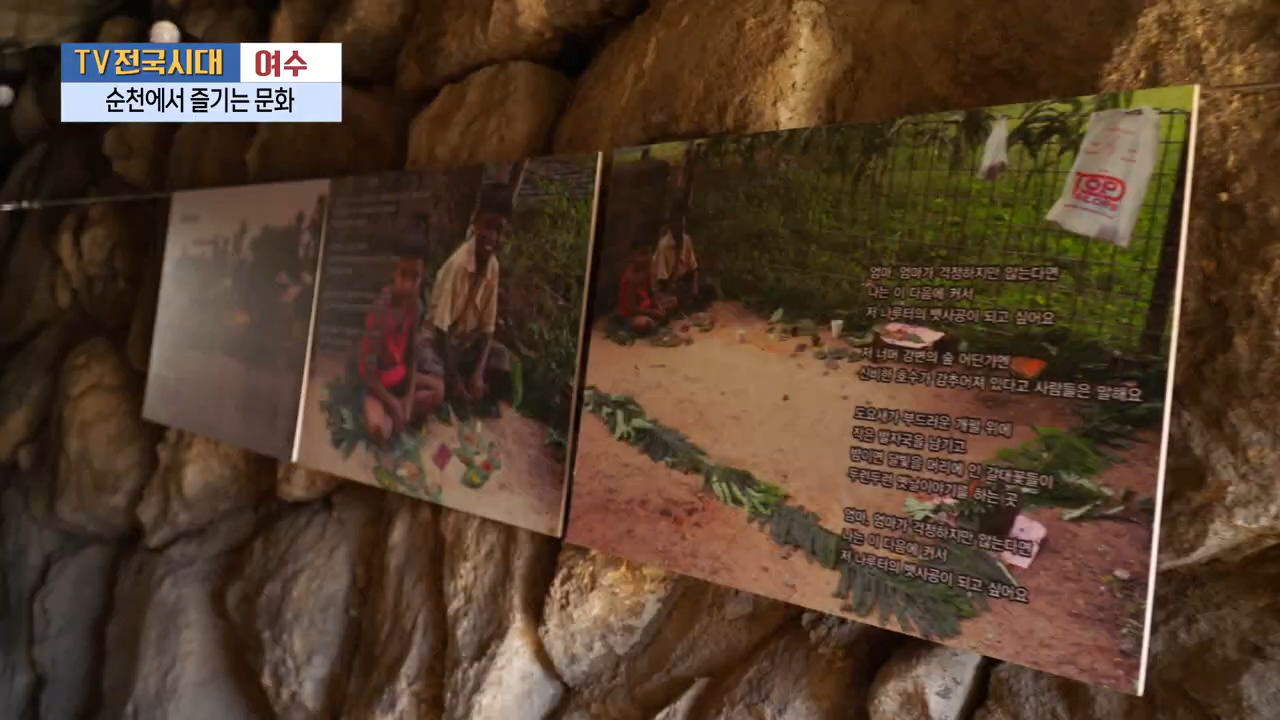 TV전국시대 여수
순천에서 즐기는 문화
TOP
엄마, 엄마가 걱정하지만 않는다면
나는 이 다음에 커서
저 나루터의 뱃사공이 되고 싶어요
저 너머 강변의 숲 어딘가엔
신비한 호수가 감추어져 있다고 사람들은 말해요
도요새가 부드러운 개펄 위에
작은 발자국을 남기고
밤이면 달빛을 머리에 인 갈대꽃들이
두런두런 옛날이야기를 하는 곳
엄마, 엄마가 걱정하지만 않는다면
나는 이 다음에 커서
저 나루터의 뱃사공이 되고 싶어요